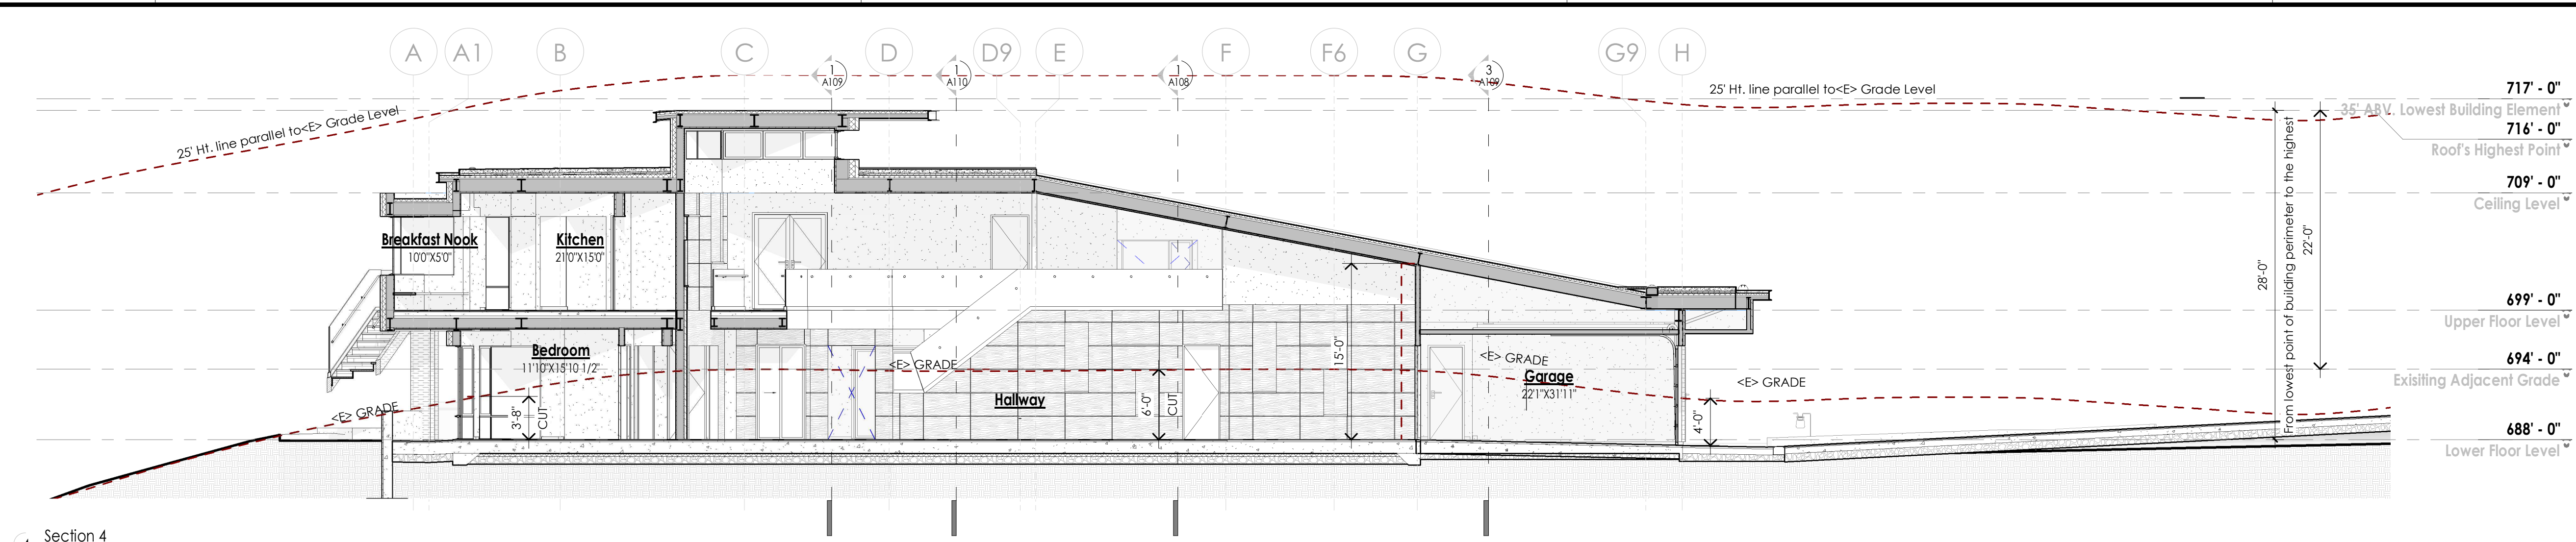 A A1 B C D D9 E F F6 G G9 H
1
A109
1
A110
1
A108
3
A109
25' Ht. line parallel to<E> Grade Level
25' Ht. line parallel to<E> Grade Level
717' - 0"
35' ABV. Lowest Building Element
716' - 0"
Roof's Highest Point
709' - 0"
Ceiling Level
699' - 0"
Upper Floor Level
694' - 0"
Exisiting Adjacent Grade
688' - 0"
Lower Floor Level
28'-0"
From lowest point of building perimeter to the highest
22'-0"
Breakfast Nook
10'0"X5'0"
Kitchen
21'0"X15'0"
Bedroom
11'10"X15'10 1/2"
Hallway
Garage
22'1"X31'11"
<E> GRADE
<E> GRADE
<E> GRADE
<E> GRADE
3'-8"
CUT
6'-0"
CUT
15'-0"
4'-0"
Section 4